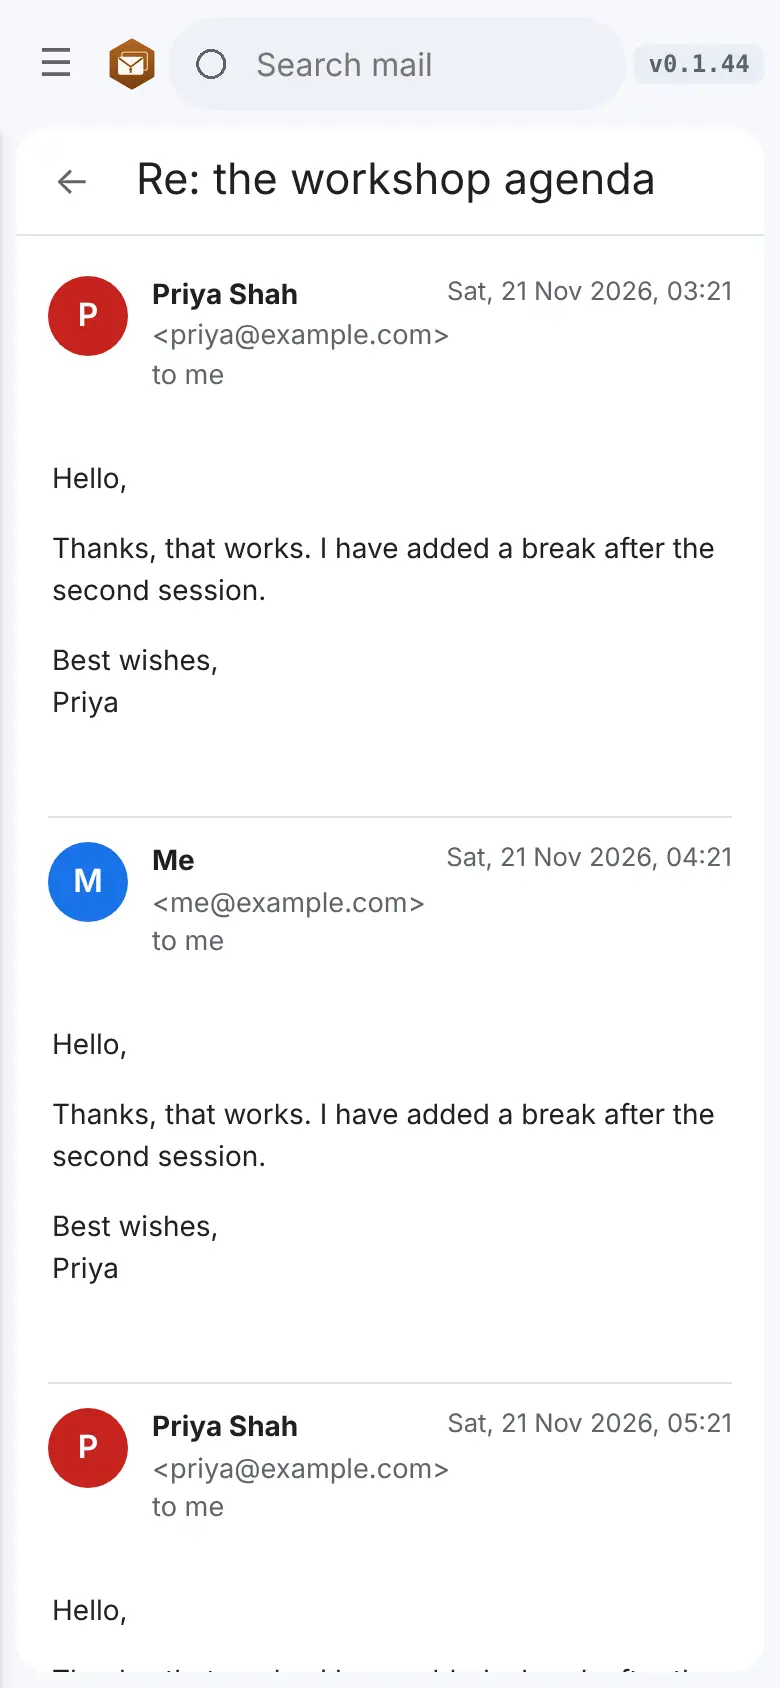 Search mail
v0.1.44
Re: the workshop agenda
P
Priya Shah
Sat, 21 Nov 2026, 03:21
<priya@example.com>
to me
Hello,
Thanks, that works. I have added a break after the
second session.
Best wishes,
Priya
M
Me
Sat, 21 Nov 2026, 04:21
<me@example.com>
to me
Hello,
Thanks, that works. I have added a break after the
second session.
Best wishes,
Priya
P
Priya Shah
Sat, 21 Nov 2026, 05:21
<priya@example.com>
to me
Hello,